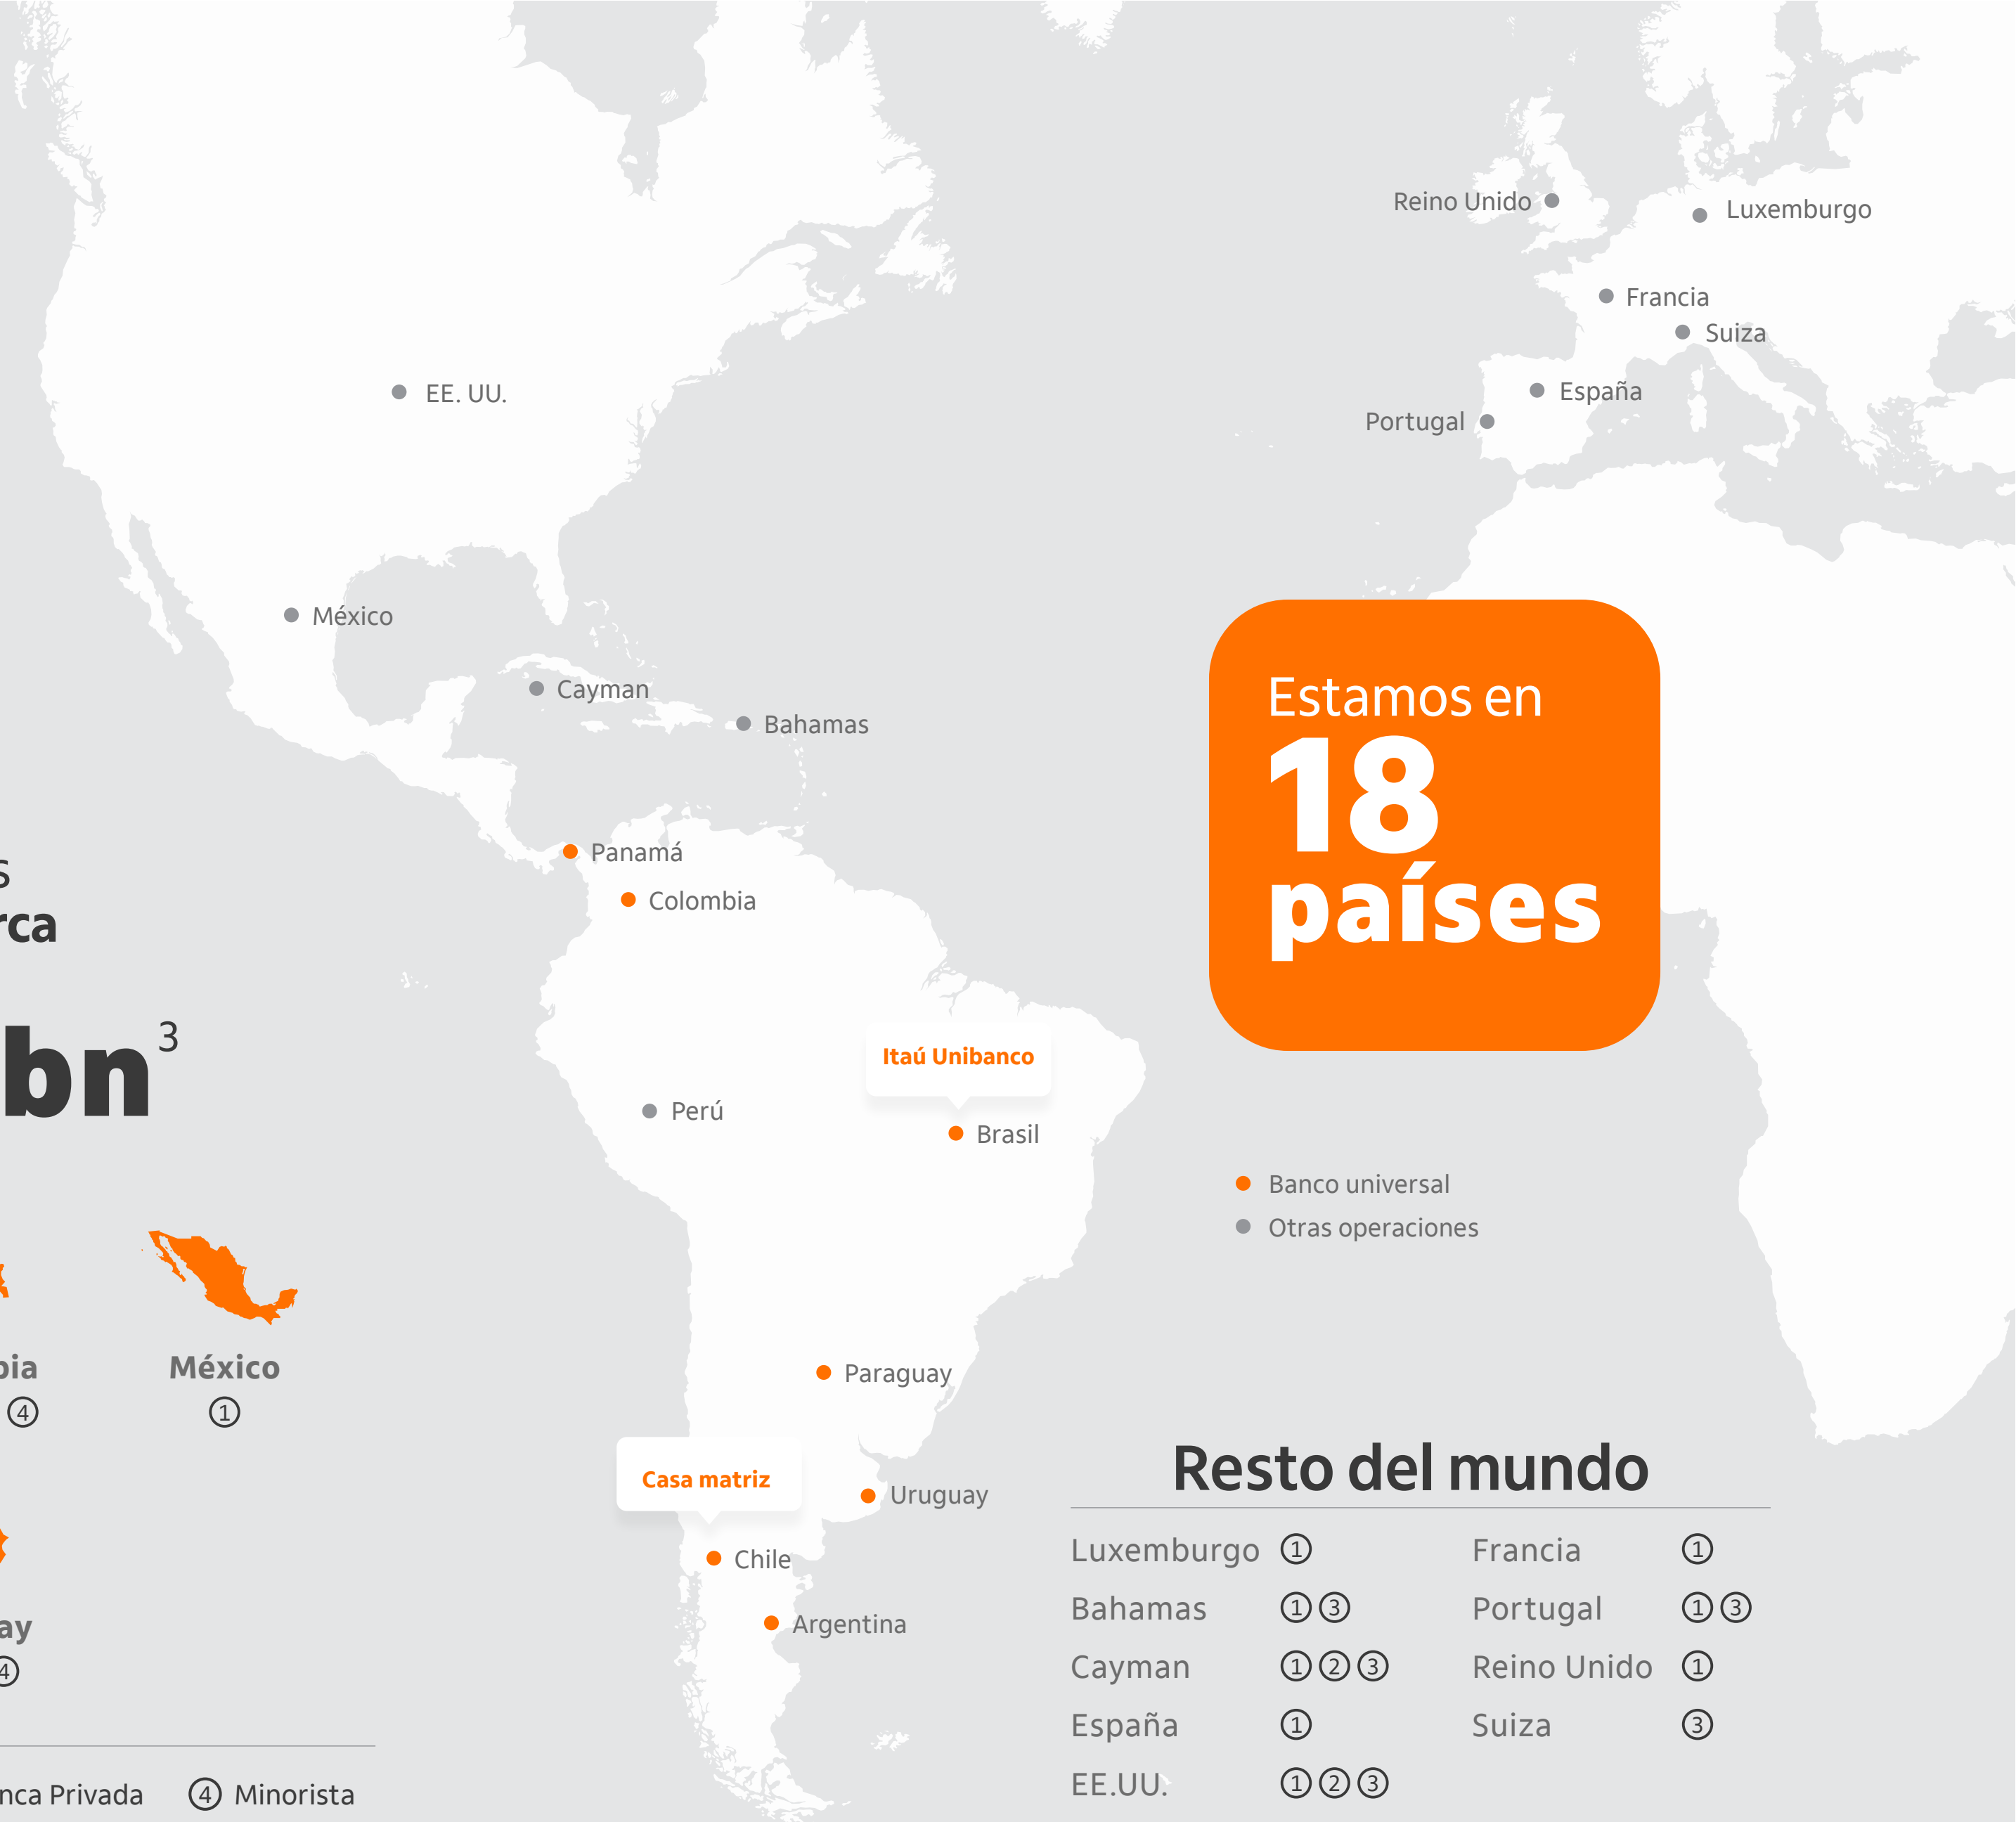 Reino Unido
Luxemburgo
Francia
Suiza
EE. UU.
España
Portugal
México
Cayman
Bahamas
Estamos en
18
países
Panamá
Colombia
s
rca
bn 3
Itaú Unibanco
Perú
Brasil
Banco universal
Otras operaciones
bia
México
4
1
Paraguay
Casa matriz
Uruguay
Chile
Argentina
Resto del mundo
Luxemburgo 1 Francia 1
Bahamas 1 3 Portugal 1 3
Cayman 1 2 3 Reino Unido 1
España 1 Suiza 3
EE.UU. 1 2 3
ay
4
nca Privada 4 Minorista